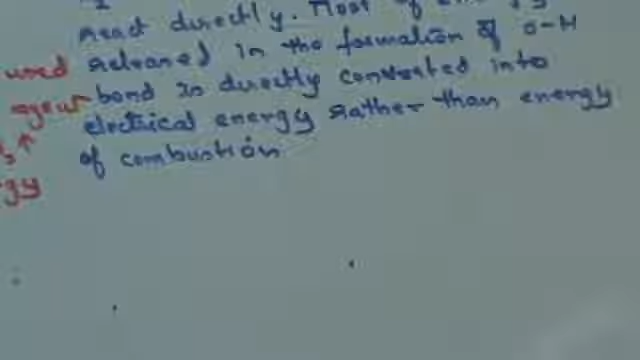 react directly. Most of
used released in the formation of O-H
bond is directly converted into
electrical energy rather than energy
of combustion